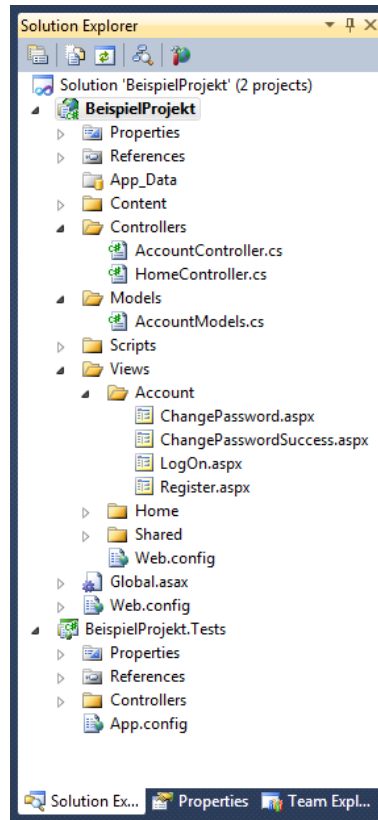 Solution Explorer
Solution 'BeispielProjekt' (2 projects)
BeispielProjekt
Properties
References
App_Data
Content
Controllers
AccountController.cs
HomeController.cs
Models
AccountModels.cs
Scripts
Views
Account
ChangePassword.aspx
ChangePasswordSuccess.aspx
LogOn.aspx
Register.aspx
Home
Shared
Web.config
Global.asax
Web.config
BeispielProjekt.Tests
Properties
References
Controllers
App.config
Solution Ex... Properties Team Expl...